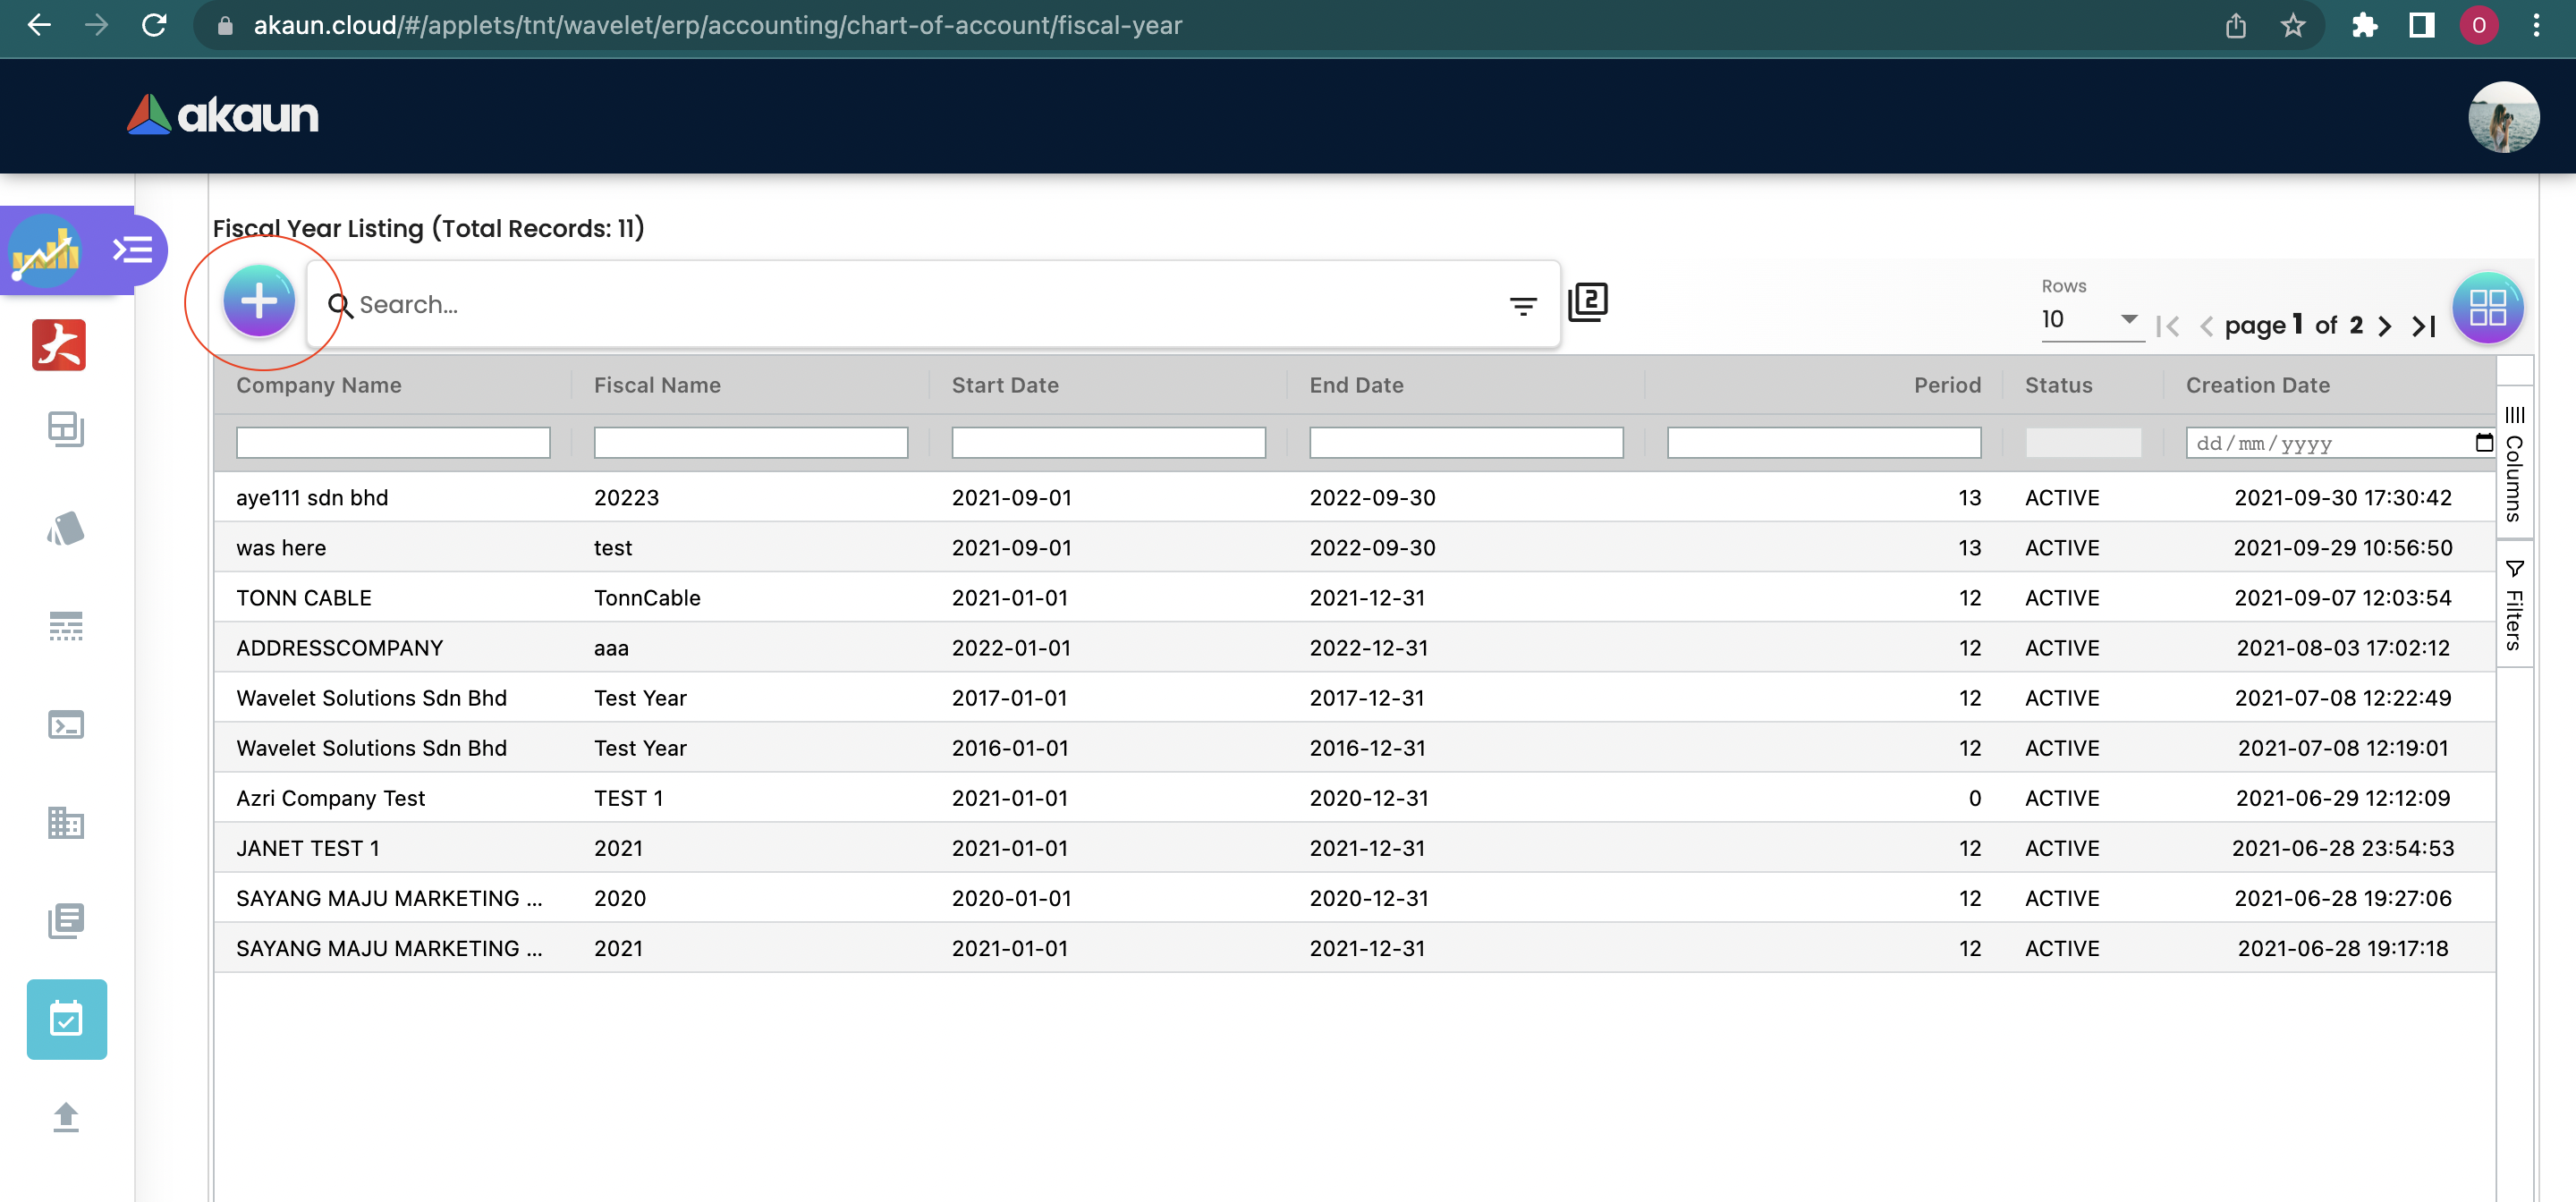 akaun.cloud/#/applets/tnt/wavelet/erp/accounting/chart-of-account/fiscal-year
O
akaun
Fiscal Year Listing (Total Records: 11)
Search...
2
Rows
10
page 1 of 2
Company Name Fiscal Name Start Date End Date Period Status Creation Date
dd/mm/yyyy
aye111 sdn bhd 20223 2021-09-01 2022-09-30 13 ACTIVE 2021-09-30 17:30:42
was here test 2021-09-01 2022-09-30 13 ACTIVE 2021-09-29 10:56:50
TONN CABLE TonnCable 2021-01-01 2021-12-31 12 ACTIVE 2021-09-07 12:03:54
ADDRESSCOMPANY aaa 2022-01-01 2022-12-31 12 ACTIVE 2021-08-03 17:02:12
Wavelet Solutions Sdn Bhd Test Year 2017-01-01 2017-12-31 12 ACTIVE 2021-07-08 12:22:49
Wavelet Solutions Sdn Bhd Test Year 2016-01-01 2016-12-31 12 ACTIVE 2021-07-08 12:19:01
Azri Company Test TEST 1 2021-01-01 2020-12-31 0 ACTIVE 2021-06-29 12:12:09
JANET TEST 1 2021 2021-01-01 2021-12-31 12 ACTIVE 2021-06-28 23:54:53
SAYANG MAJU MARKETING ... 2020 2020-01-01 2020-12-31 12 ACTIVE 2021-06-28 19:27:06
SAYANG MAJU MARKETING ... 2021 2021-01-01 2021-12-31 12 ACTIVE 2021-06-28 19:17:18
Columns
Filters